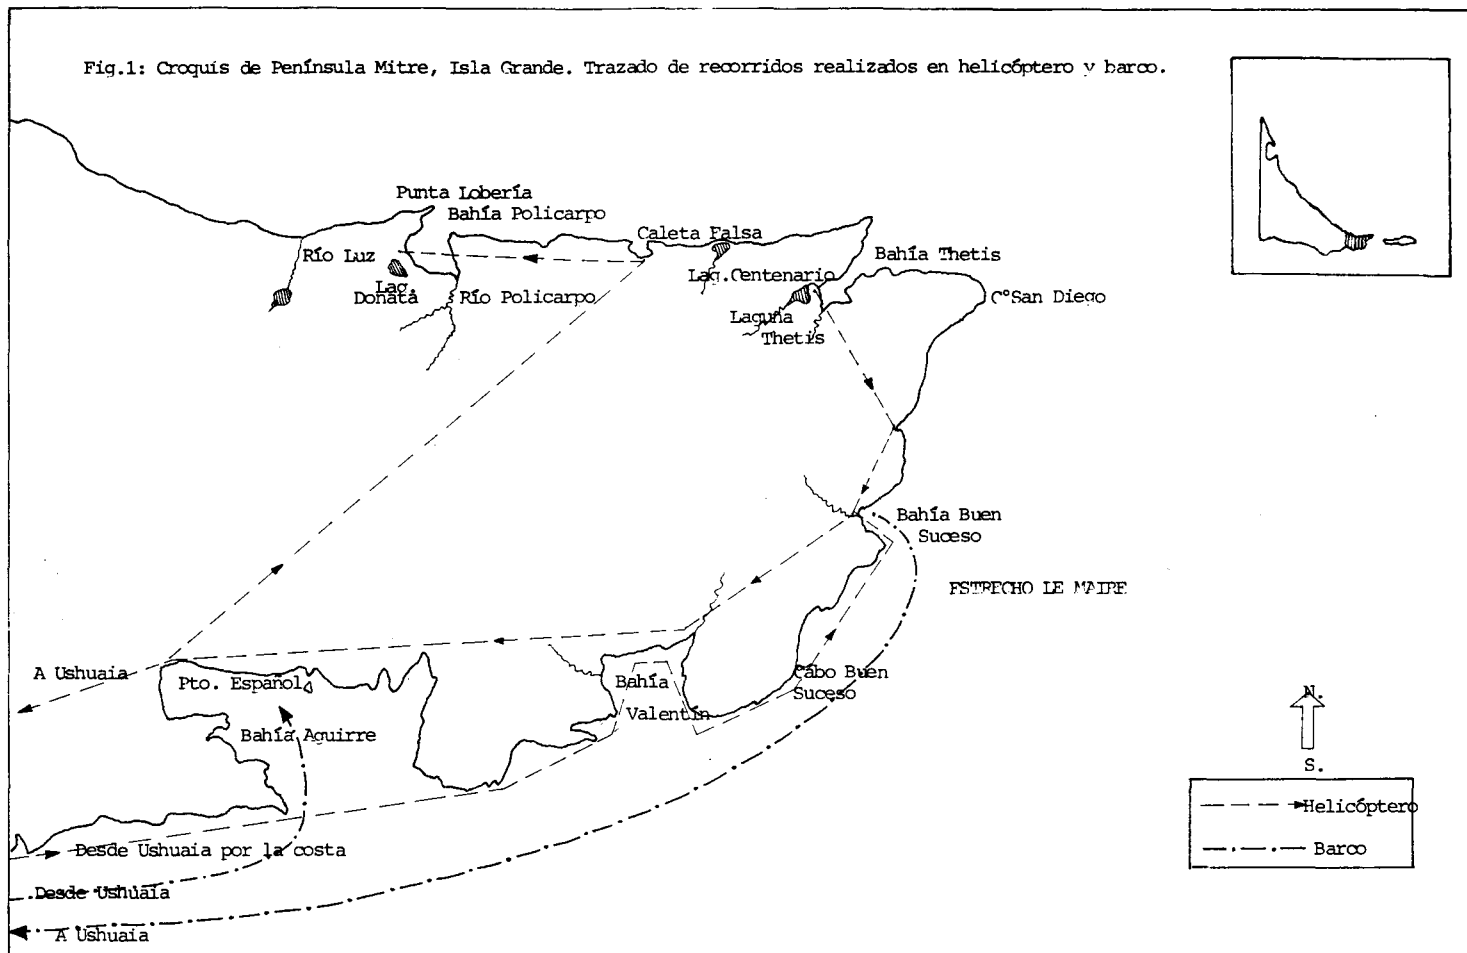 Fig.1: Croquis de Península Mitre, Isla Grande. Trazado de recorridos realizados en helicóptero y barco.
Punta Lobería
Bahía Policarpo
Caleta Falsa
Río Luz
Bahía Thetis
Lag. Centenario
Lag.
Donata
Río Policarpo
C°San Diego
Laguna
Thetis
Bahía Buen
Suceso
ESTRECHO LE MAIRE
A Ushuaia
Pto. Español
Bahía
Valentín
Cabo Buen
Suceso
Bahía Aguirre
N.
S.
Helicóptero
Barco
Desde Ushuaia por la costa
Desde Ushuaia
A Ushuaia